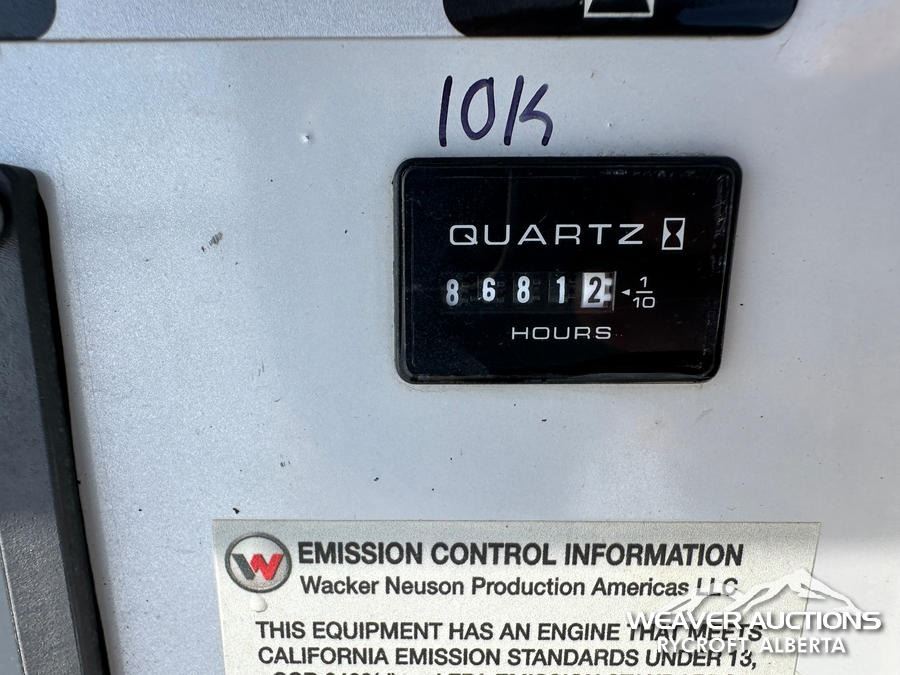 10K
QUARTZ
8 6 8 1 2 1/10
HOURS
W EMISSION CONTROL INFORMATION
Wacker Neuson Production Americas LLC
THIS EQUIPMENT HAS AN ENGINE THAT MEETS
CALIFORNIA EMISSION STANDARDS UNDER 13,
WEAVER AUCTIONS
RYCROFT, ALBERTA